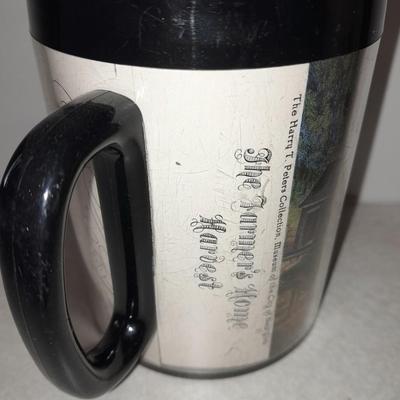 The Farmer's Home
Harvest
The Harry T. Peters Collection, Museum of the City of New York